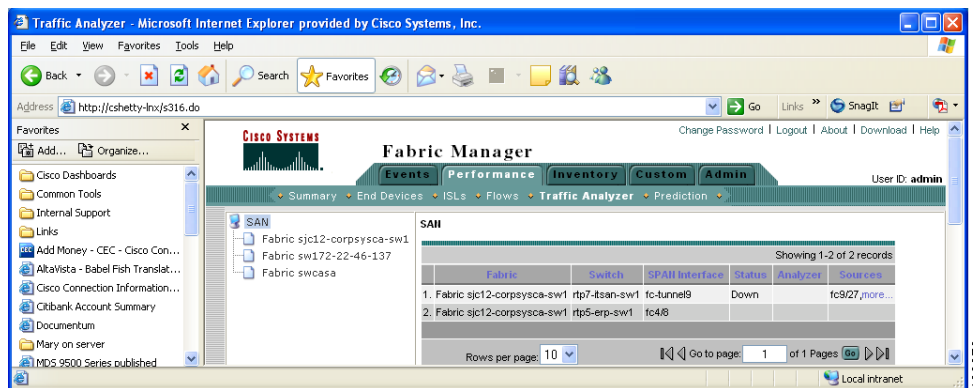 Traffic Analyzer - Microsoft Internet Explorer provided by Cisco Systems, Inc.
File Edit View Favorites Tools Help
Back Search Favorites
Address http://cshetty-lnx/s316.do Go Links » SnagIt
Favorites x
Add... Organize...
Cisco Dashboards
Common Tools
Internal Support
Links
Add Money - CEC - Cisco Con...
AltaVista - Babel Fish Translat...
Cisco Connection Information...
Citibank Account Summary
Documentum
Mary on server
MDS 9500 Series published
CISCO SYSTEMS
Change Password | Logout | About | Download | Help
Fabric Manager
Events Performance Inventory Custom Admin
User ID: admin
Summary End Devices ISLs Flows Traffic Analyzer Prediction
SAN
Fabric sjc12-corpsysca-sw1
Fabric sw172-22-46-137
Fabric swcasa
SAN
Showing 1-2 of 2 records
Fabric Switch SPAN Interface Status Analyzer Sources
1. Fabric sjc12-corpsysca-sw1 rtp7-itsan-sw1 fc-tunnel9 Down fc9/27,more...
2. Fabric sjc12-corpsysca-sw1 rtp5-erp-sw1 fc4/8
Rows per page: 10 Go to page: 1 of 1 Pages Go
Local intranet